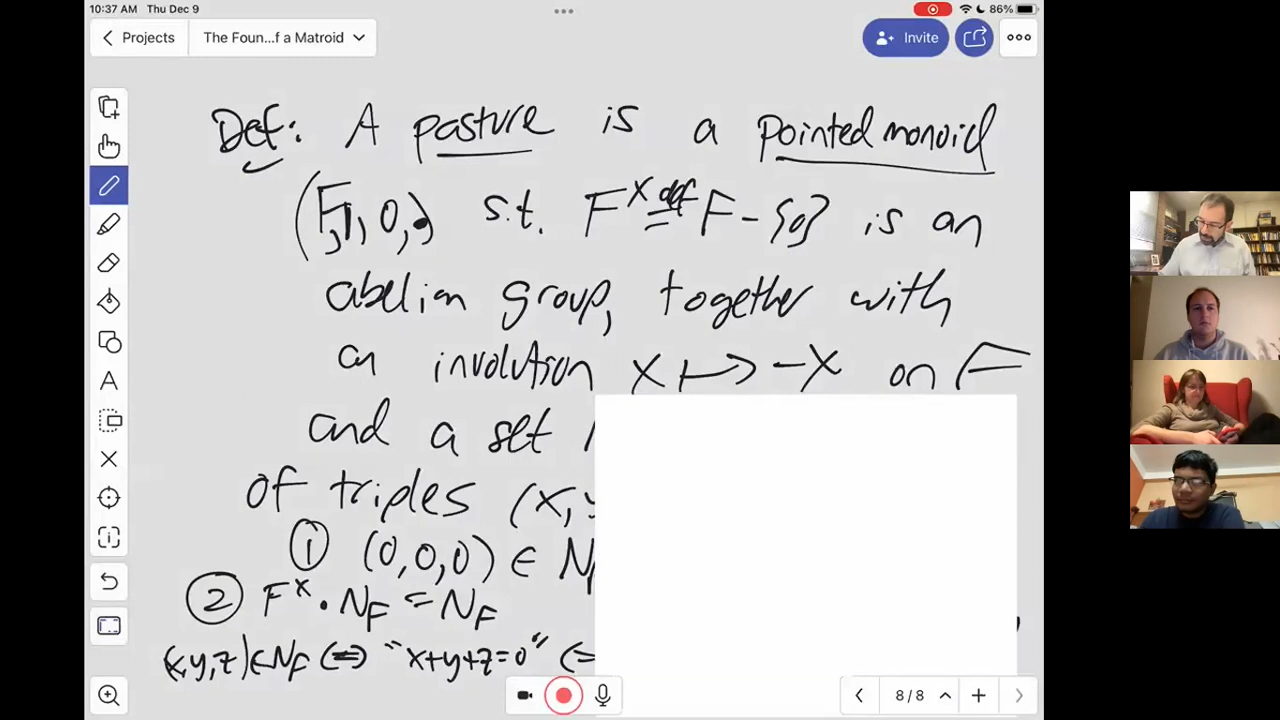 10:37 AM Thu Dec 9
86%
Projects
The Foun...f a Matroid
Invite
Def: A pasture is a pointed monoid
(F, 1, 0, ·) s.t. F^× def= F - {0} is an
abelian group, together with
an involution x ↦ -x on F
and a set
of triples (x, y
① (0,0,0) ∈ N_F
② F^× · N_F = N_F
(x,y,z) ∈ N_F ⇔ "x+y+z=0" ⇔
8/8